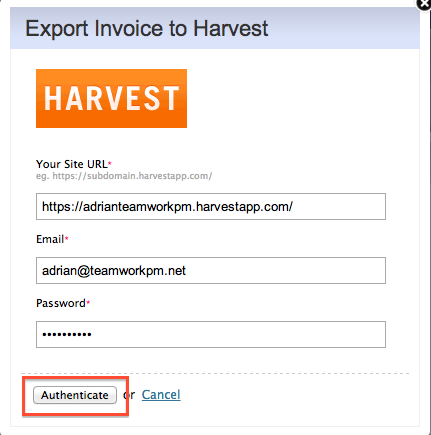 Export Invoice to Harvest
HARVEST
Your Site URL*
eg. https://subdomain.harvestapp.com/
https://adrianteamworkpm.harvestapp.com/
Email*
adrian@teamworkpm.net
Password*
••••••••••
Authenticate or Cancel